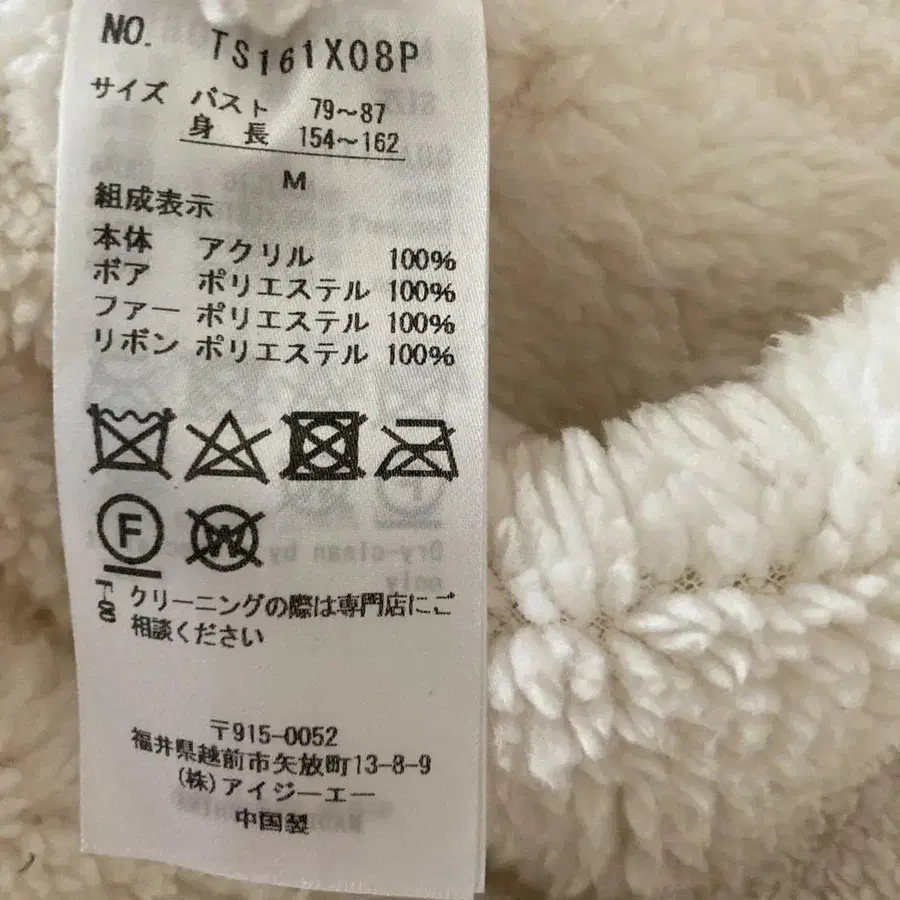 NO. TS161X08P
サイズ バスト 79～87
身 長 154～162
M
組成表示
本体 アクリル 100%
ボア ポリエステル 100%
ファー ポリエステル 100%
リボン ポリエステル 100%
F
W
クリーニングの際は専門店にご
相談ください
〒915-0052
福井県越前市矢放町13-8-9
(株)アイジーエー
中国製